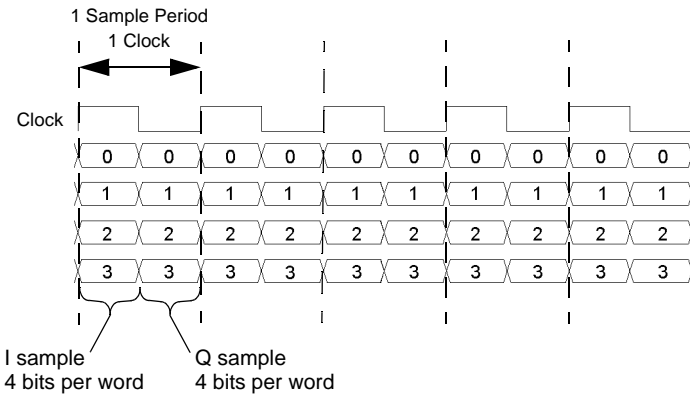 1 Sample Period
1 Clock
Clock
0 0 0 0 0 0 0 0 0 0
1 1 1 1 1 1 1 1 1 1
2 2 2 2 2 2 2 2 2 2
3 3 3 3 3 3 3 3 3 3
I sample
4 bits per word
Q sample
4 bits per word